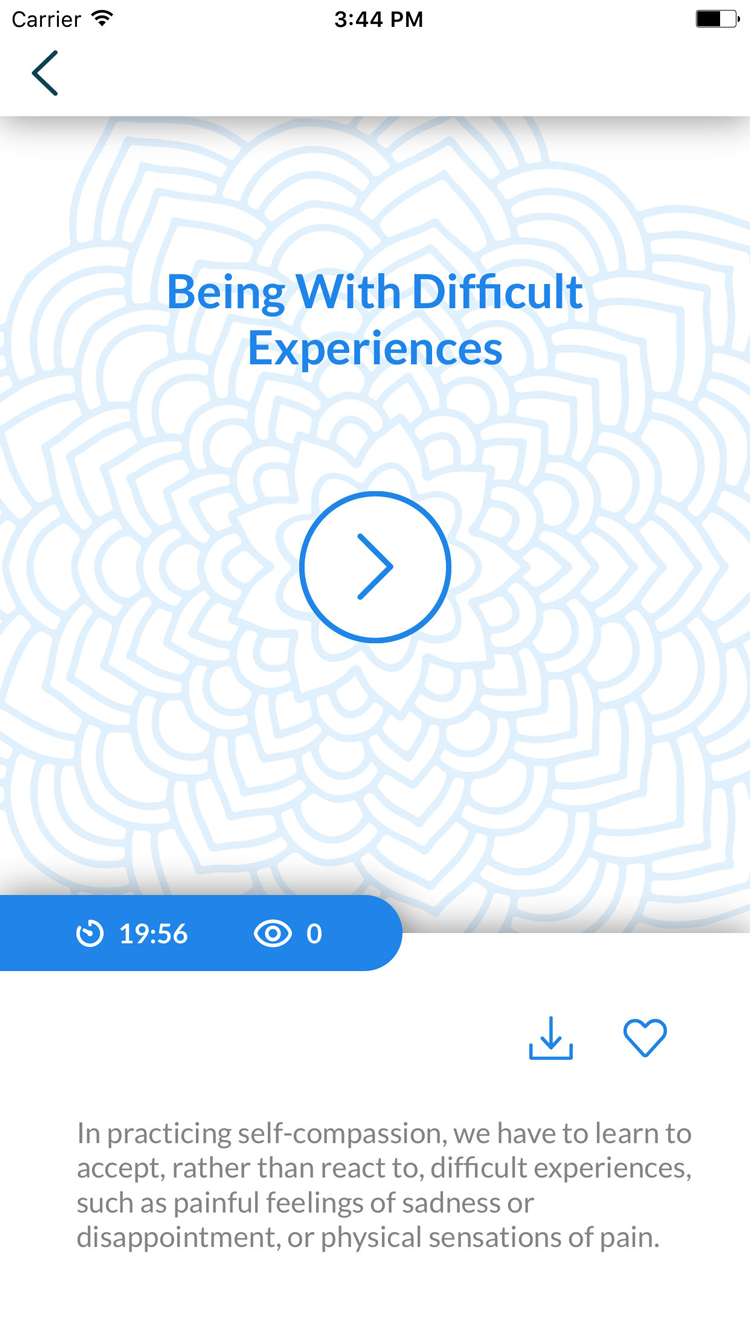 Carrier 3:44 PM
Being With Difficult
Experiences
19:56 0
In practicing self-compassion, we have to learn to
accept, rather than react to, difficult experiences,
such as painful feelings of sadness or
disappointment, or physical sensations of pain.